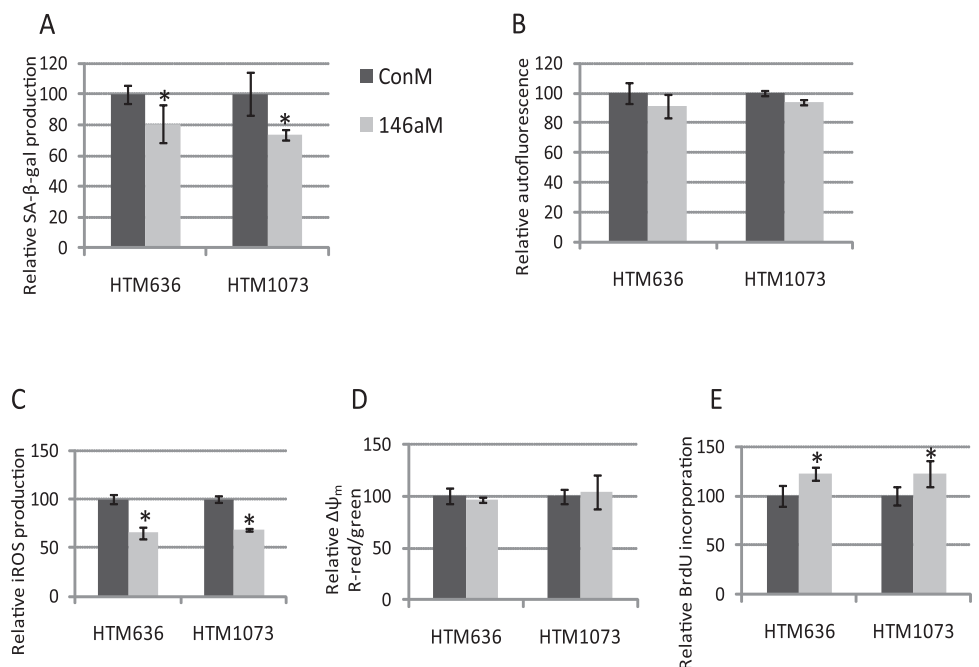 A
Relative SA-β-gal production
120
100
80
60
40
20
0
*
*
HTM636 HTM1073
ConM
146aM
B
Relative autofluorescence
120
100
80
60
40
20
0
HTM636 HTM1073
C
Relative iROS production
150
100
50
0
*
*
HTM636 HTM1073
D
Relative Δψm
R-red/green
150
100
50
0
HTM636 HTM1073
E
Relative BrdU incorporation
150
100
50
0
*
*
HTM636 HTM1073